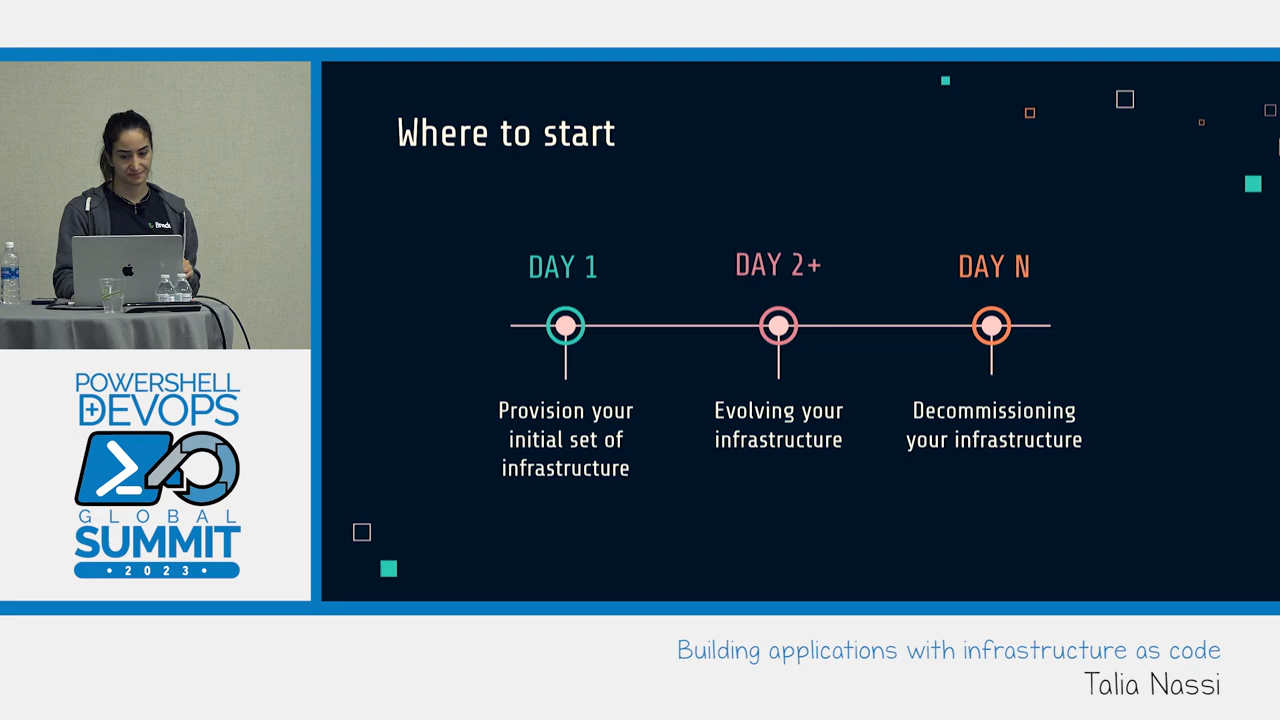 Where to start
DAY 1
DAY 2+
DAY N
Provision your
initial set of
infrastructure
Evolving your
infrastructure
Decommissioning
your infrastructure
POWERSHELL
+DEVOPS
GLOBAL
SUMMIT
• 2023 •
Building applications with infrastructure as code
Talia Nassi